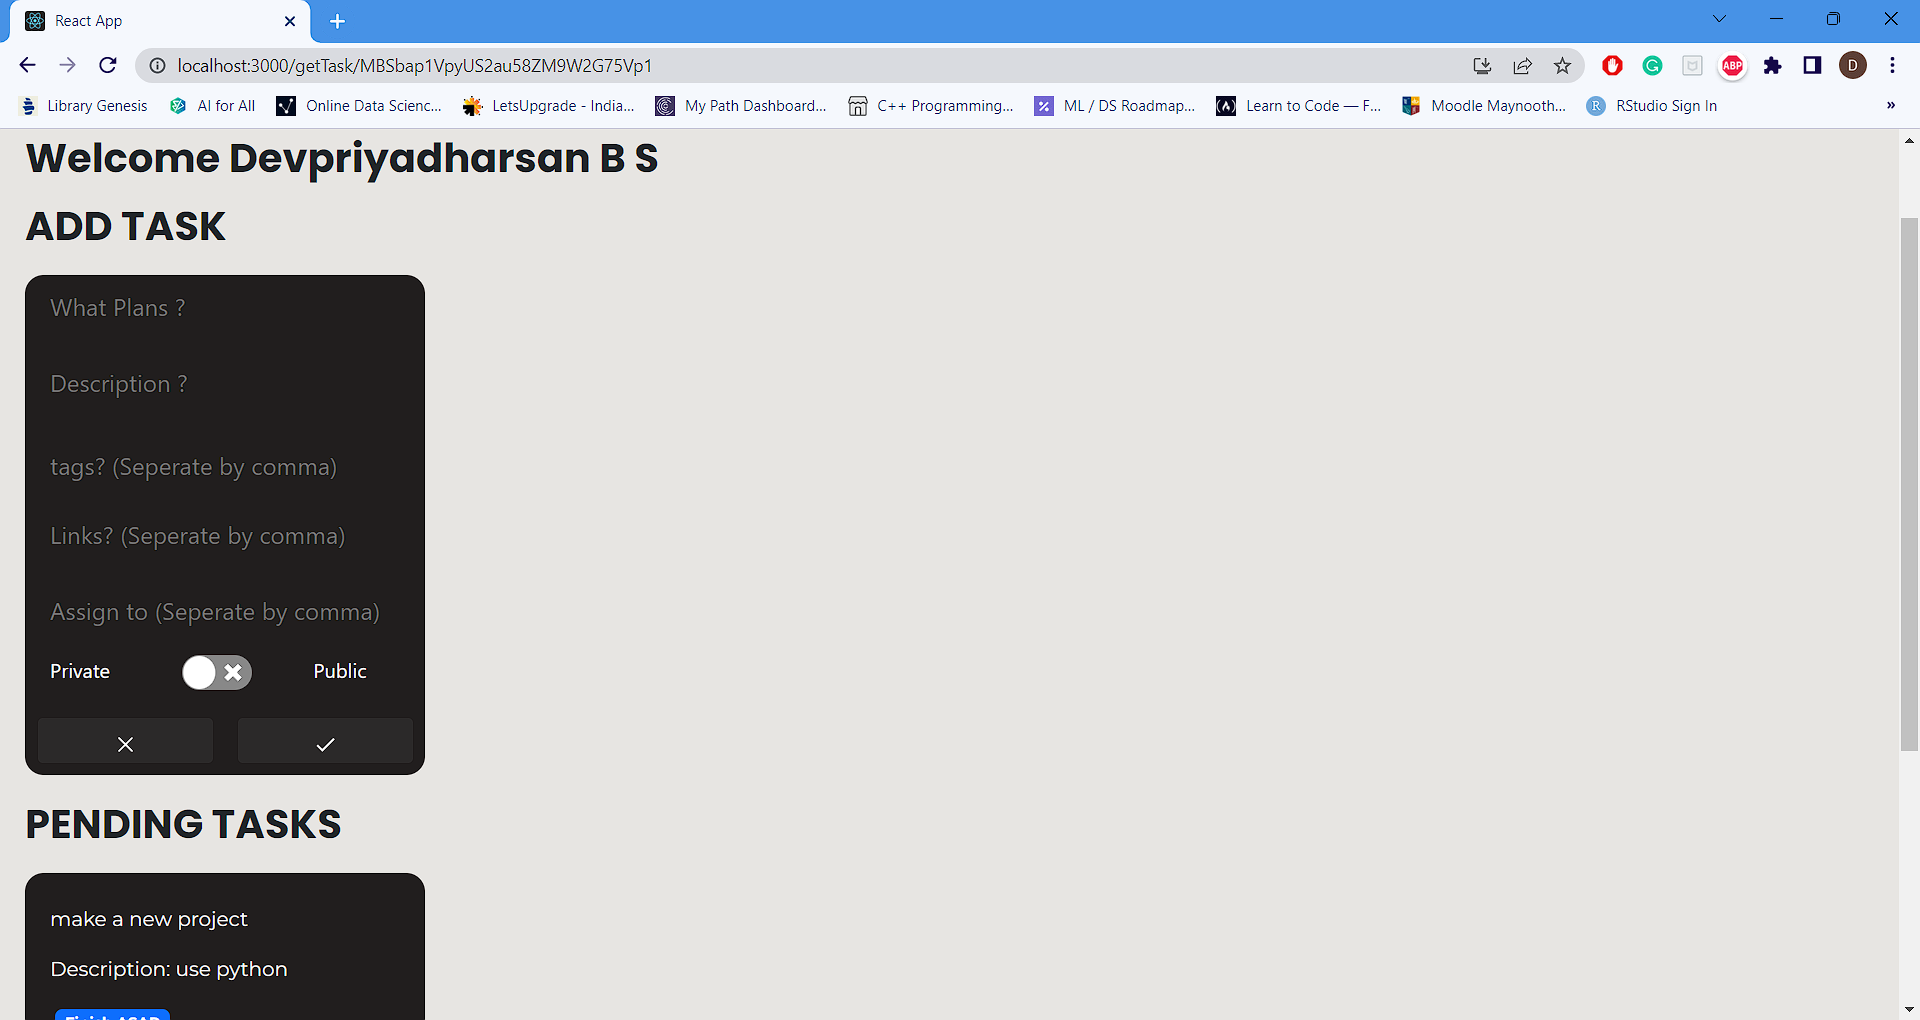 React App
localhost:3000/getTask/MBSbap1VpyUS2au58ZM9W2G75Vp1
ABP
D
Library Genesis
AI for All
Online Data Scienc...
LetsUpgrade - India...
My Path Dashboard...
C++ Programming...
ML / DS Roadmap...
Learn to Code — F...
Moodle Maynooth...
R
RStudio Sign In
»
Welcome Devpriyadharsan B S
ADD TASK
What Plans ?
Description ?
tags? (Seperate by comma)
Links? (Seperate by comma)
Assign to (Seperate by comma)
Private
Public
PENDING TASKS
make a new project
Description: use python
Finish ASAP